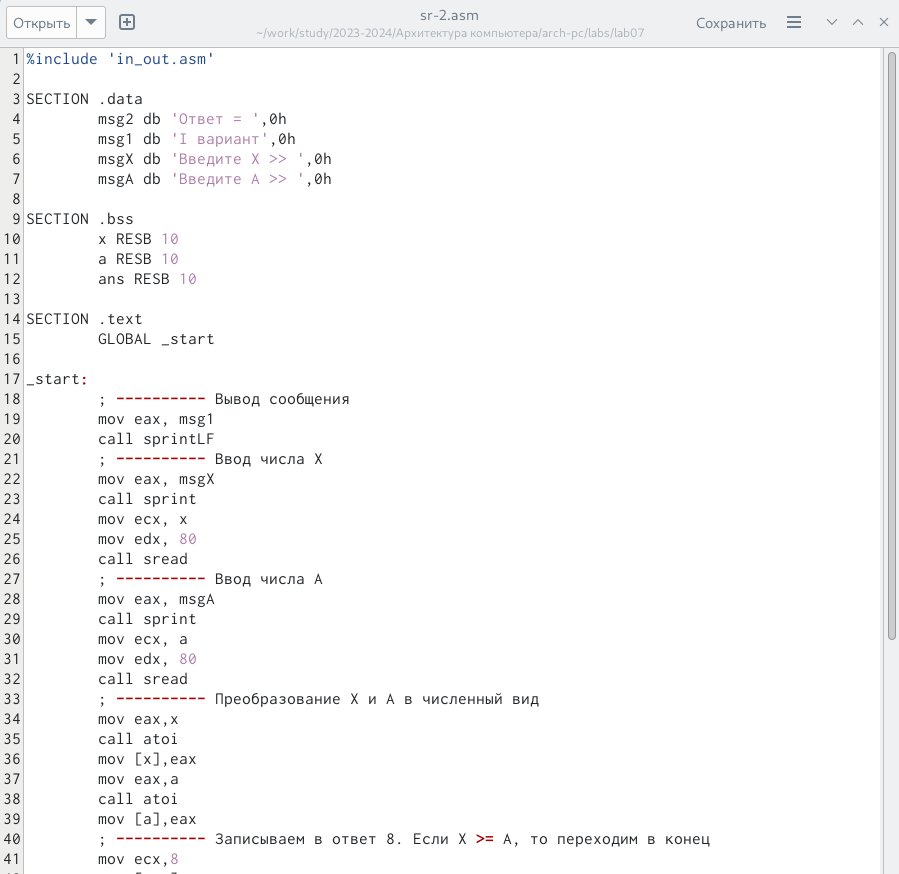 Открыть
sr-2.asm
~/work/study/2023-2024/Архитектура компьютера/arch-pc/labs/lab07
Сохранить
1 %include 'in_out.asm'
2
3 SECTION .data
4 msg2 db 'Ответ = ',0h
5 msg1 db 'I вариант',0h
6 msgX db 'Введите X >> ',0h
7 msgA db 'Введите A >> ',0h
8
9 SECTION .bss
10 x RESB 10
11 a RESB 10
12 ans RESB 10
13
14 SECTION .text
15 GLOBAL _start
16
17 _start:
18 ; ---------- Вывод сообщения
19 mov eax, msg1
20 call sprintLF
21 ; ---------- Ввод числа X
22 mov eax, msgX
23 call sprint
24 mov ecx, x
25 mov edx, 80
26 call sread
27 ; ---------- Ввод числа A
28 mov eax, msgA
29 call sprint
30 mov ecx, a
31 mov edx, 80
32 call sread
33 ; ---------- Преобразование X и A в численный вид
34 mov eax,x
35 call atoi
36 mov [x],eax
37 mov eax,a
38 call atoi
39 mov [a],eax
40 ; ---------- Записываем в ответ 8. Если X >= A, то переходим в конец
41 mov ecx,8